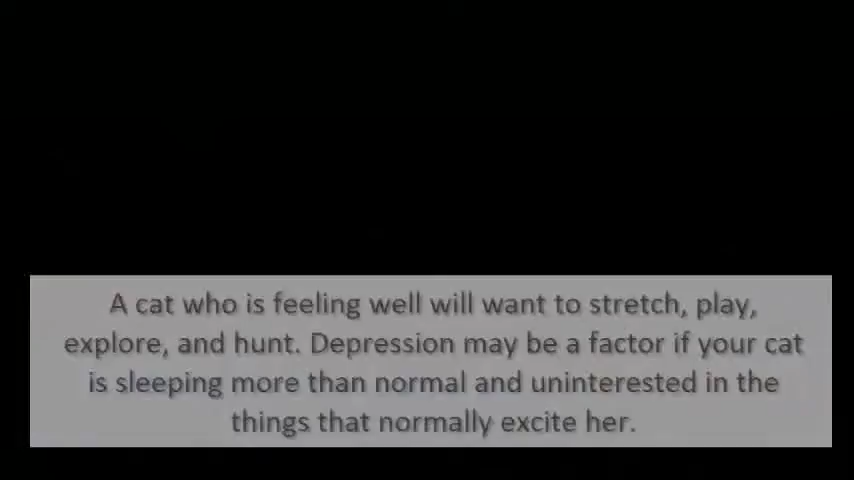 A cat who is feeling well will want to stretch, play,
explore, and hunt. Depression may be a factor if your cat
is sleeping more than normal and uninterested in the
things that normally excite her.